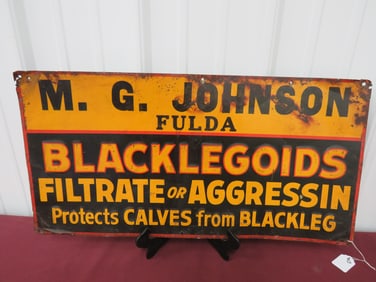 M. G. JOHNSON
FULDA
BLACKLEGOIDS
FILTRATE OR AGGRESSIN
Protects CALVES from BLACKLEG